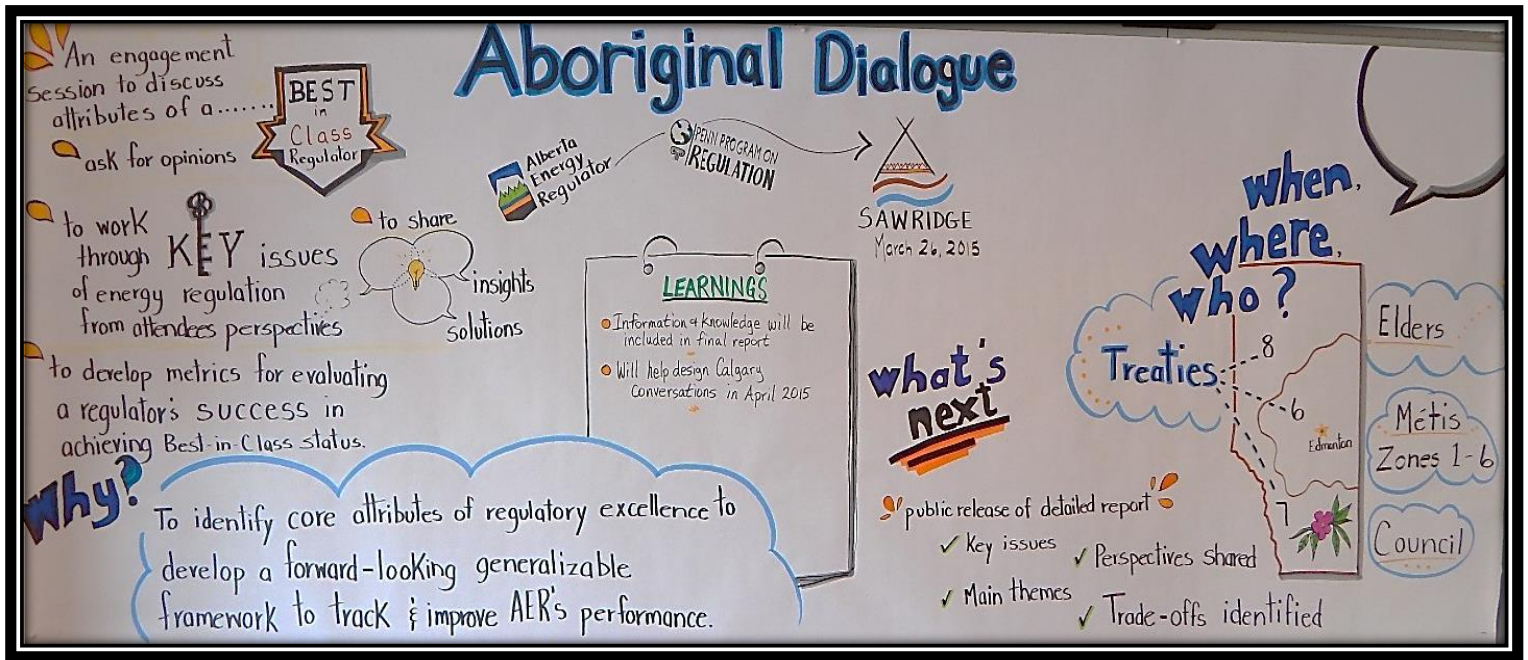 Aboriginal Dialogue
An engagement
session to discuss
attributes of a.......
BEST
in
Class
Regulator
ask for opinions
to work
through KEY issues
of energy regulation
from attendees perspectives
to share
insights
solutions
to develop metrics for evaluating
a regulator's success in
achieving Best-in-Class status.
Why?
To identify core attributes of regulatory excellence to
develop a forward-looking generalizable
framework to track & improve AER's performance.
Alberta
Energy
Regulator
PENN PROGRAM ON
REGULATION
SAWRIDGE
March 26, 2015
LEARNINGS
Information & Knowledge will be
included in final report
Will help design Calgary
Conversations in April 2015
what's
next
public release of detailed report
✓ Key issues
✓ Perspectives shared
✓ Main themes
✓ Trade-offs identified
when,
where,
who?
Treaties:
8
6
Edmonton
7
Elders
Métis
Zones 1-6
Council